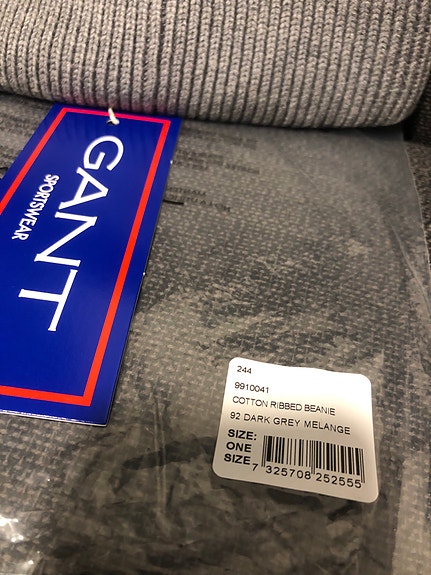 GANT
SPORTSWEAR
244
9910041
COTTON RIBBED BEANIE
92 DARK GREY MELANGE
SIZE:
ONE
SIZE
7 325708 252555